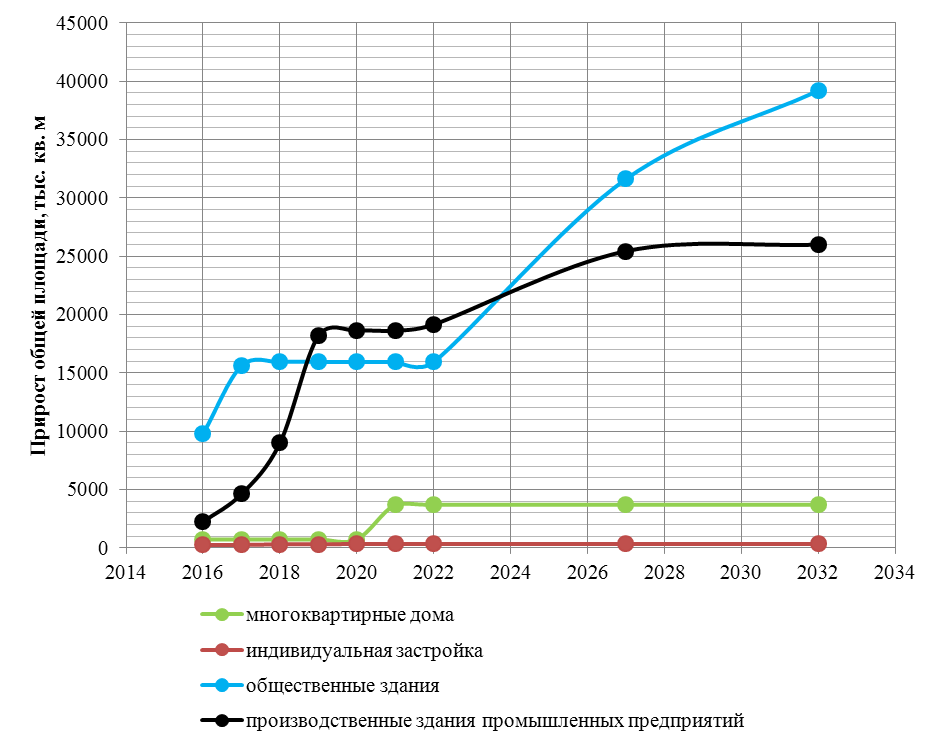 45000
40000
35000
30000
25000
20000
15000
10000
5000
0
Прирост общей площади, тыс. кв. м
2014 2016 2018 2020 2022 2024 2026 2028 2030 2032 2034
многоквартирные дома
индивидуальная застройка
общественные здания
производственные здания промышленных предприятий